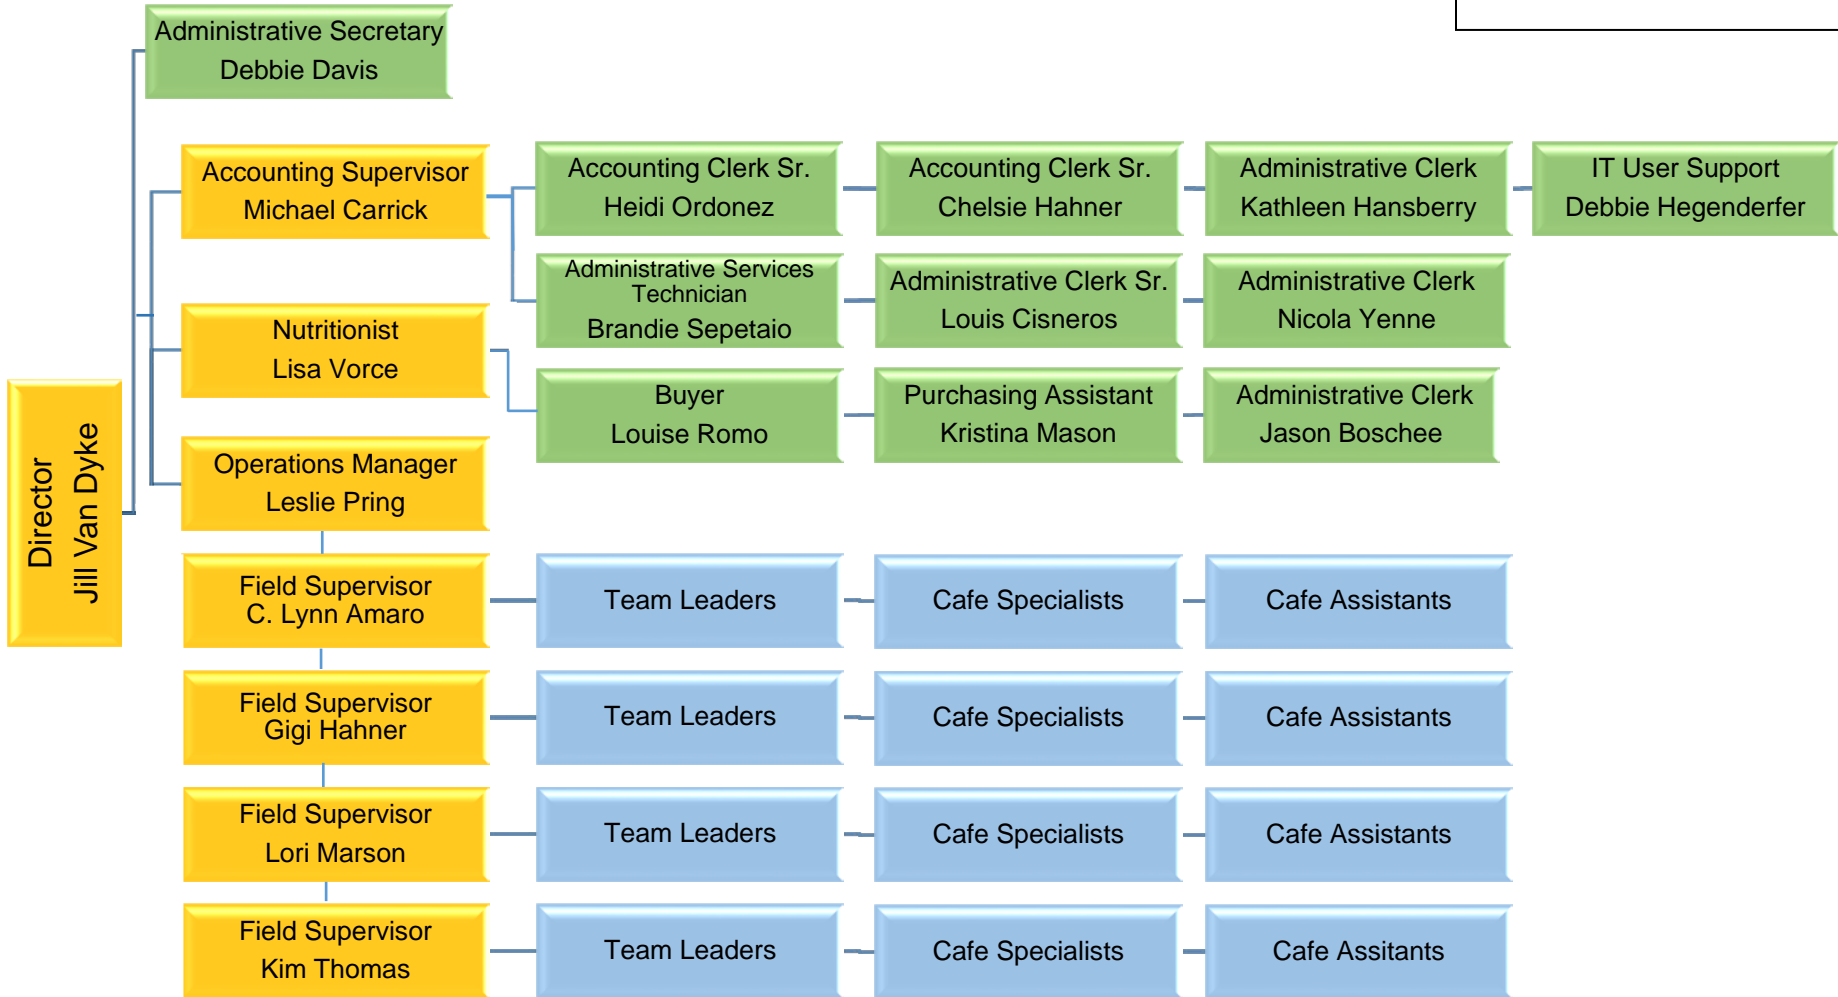 Administrative Secretary
Debbie Davis
Accounting Supervisor
Michael Carrick
Accounting Clerk Sr.
Heidi Ordonez
Accounting Clerk Sr.
Chelsie Hahner
Administrative Clerk
Kathleen Hansberry
IT User Support
Debbie Hegenderfer
Administrative Services
Technician
Brandie Sepetaio
Administrative Clerk Sr.
Louis Cisneros
Administrative Clerk
Nicola Yenne
Nutritionist
Lisa Vorce
Buyer
Louise Romo
Purchasing Assistant
Kristina Mason
Administrative Clerk
Jason Boschee
Director
Jill Van Dyke
Operations Manager
Leslie Pring
Field Supervisor
C. Lynn Amaro
Team Leaders
Cafe Specialists
Cafe Assistants
Field Supervisor
Gigi Hahner
Team Leaders
Cafe Specialists
Cafe Assistants
Field Supervisor
Lori Marson
Team Leaders
Cafe Specialists
Cafe Assistants
Field Supervisor
Kim Thomas
Team Leaders
Cafe Specialists
Cafe Assitants